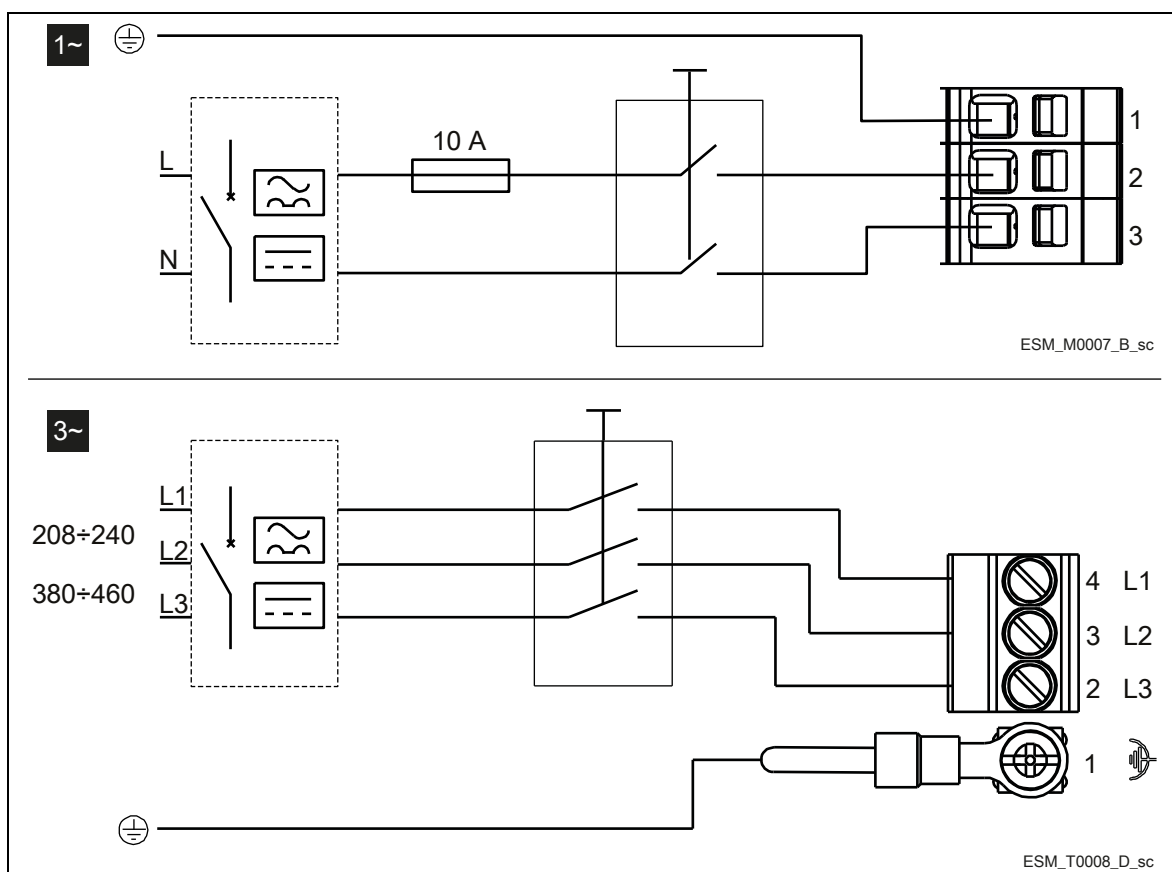 1~
10 A
L
N
1
2
3
ESM_M0007_B_sc
3~
L1
208÷240
L2
380÷460
L3
4 L1
3 L2
2 L3
1
ESM_T0008_D_sc